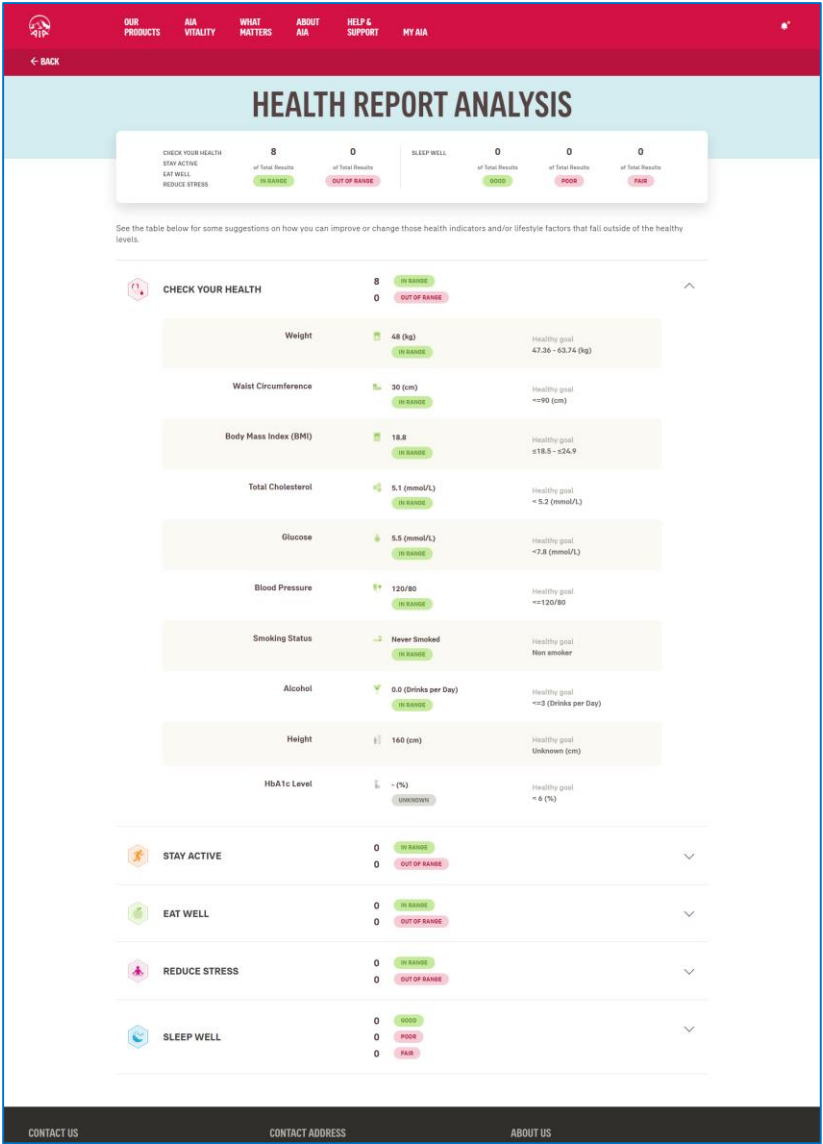 AIA
OUR PRODUCTS
AIA VITALITY
WHAT MATTERS
ABOUT AIA
HELP & SUPPORT
MY AIA
← BACK
HEALTH REPORT ANALYSIS
CHECK YOUR HEALTH
STAY ACTIVE
EAT WELL
REDUCE STRESS
8
of Total Results
IN RANGE
0
of Total Results
OUT OF RANGE
SLEEP WELL
0
of Total Results
GOOD
0
of Total Results
POOR
0
of Total Results
FAIR
See the table below for some suggestions on how you can improve or change those health indicators and/or lifestyle factors that fall outside of the healthy
levels.
CHECK YOUR HEALTH
8 IN RANGE
0 OUT OF RANGE
Weight
48 (kg)
IN RANGE
Healthy goal
47.36 - 63.74 (kg)
Waist Circumference
30 (cm)
IN RANGE
Healthy goal
<=90 (cm)
Body Mass Index (BMI)
18.8
IN RANGE
Healthy goal
≤18.5 - ≤24.9
Total Cholesterol
5.1 (mmol/L)
IN RANGE
Healthy goal
< 5.2 (mmol/L)
Glucose
5.5 (mmol/L)
IN RANGE
Healthy goal
<7.8 (mmol/L)
Blood Pressure
120/80
IN RANGE
Healthy goal
<=120/80
Smoking Status
Never Smoked
IN RANGE
Healthy goal
Non smoker
Alcohol
0.0 (Drinks per Day)
IN RANGE
Healthy goal
<=3 (Drinks per Day)
Height
160 (cm)
Healthy goal
Unknown (cm)
HbA1c Level
- (%)
UNKNOWN
Healthy goal
< 6 (%)
STAY ACTIVE
0 IN RANGE
0 OUT OF RANGE
EAT WELL
0 IN RANGE
0 OUT OF RANGE
REDUCE STRESS
0 IN RANGE
0 OUT OF RANGE
SLEEP WELL
0 GOOD
0 POOR
0 FAIR
CONTACT US
CONTACT ADDRESS
ABOUT US